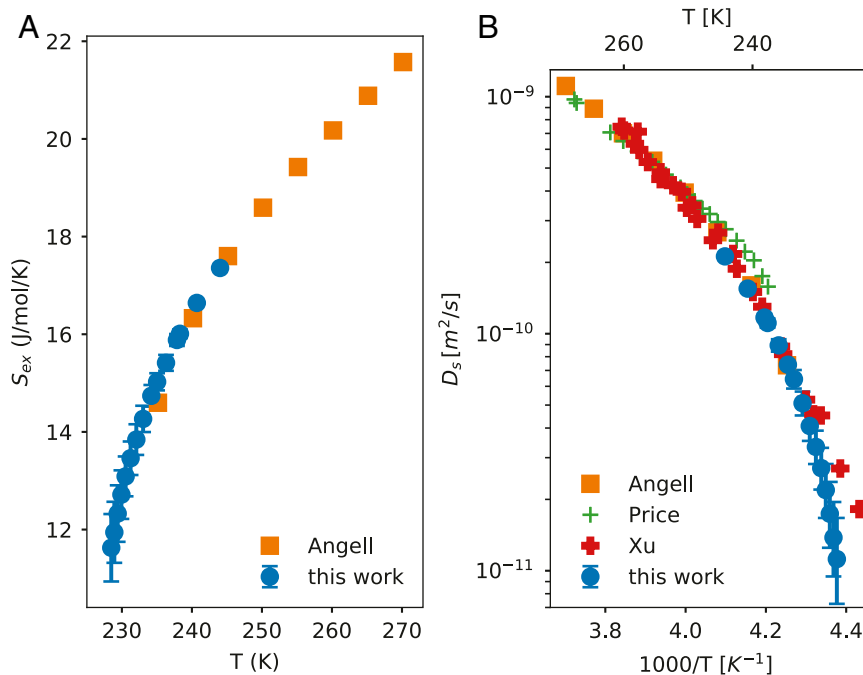 A
22
20
18
16
14
12
S_ex (J/mol/K)
230 240 250 260 270
T (K)
Angell
this work
B
T [K]
260 240
10^-9
10^-10
10^-11
D_s [m^2/s]
3.8 4.0 4.2 4.4
1000/T [K^-1]
Angell
Price
Xu
this work